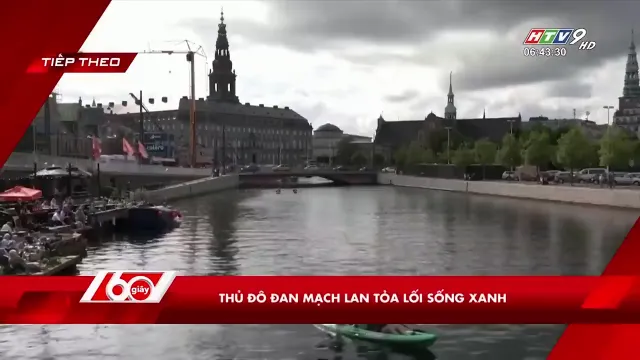 TIẾP THEO
HTV9 HD
06:43:30
60 giây
THỦ ĐÔ ĐAN MẠCH LAN TỎA LỐI SỐNG XANH